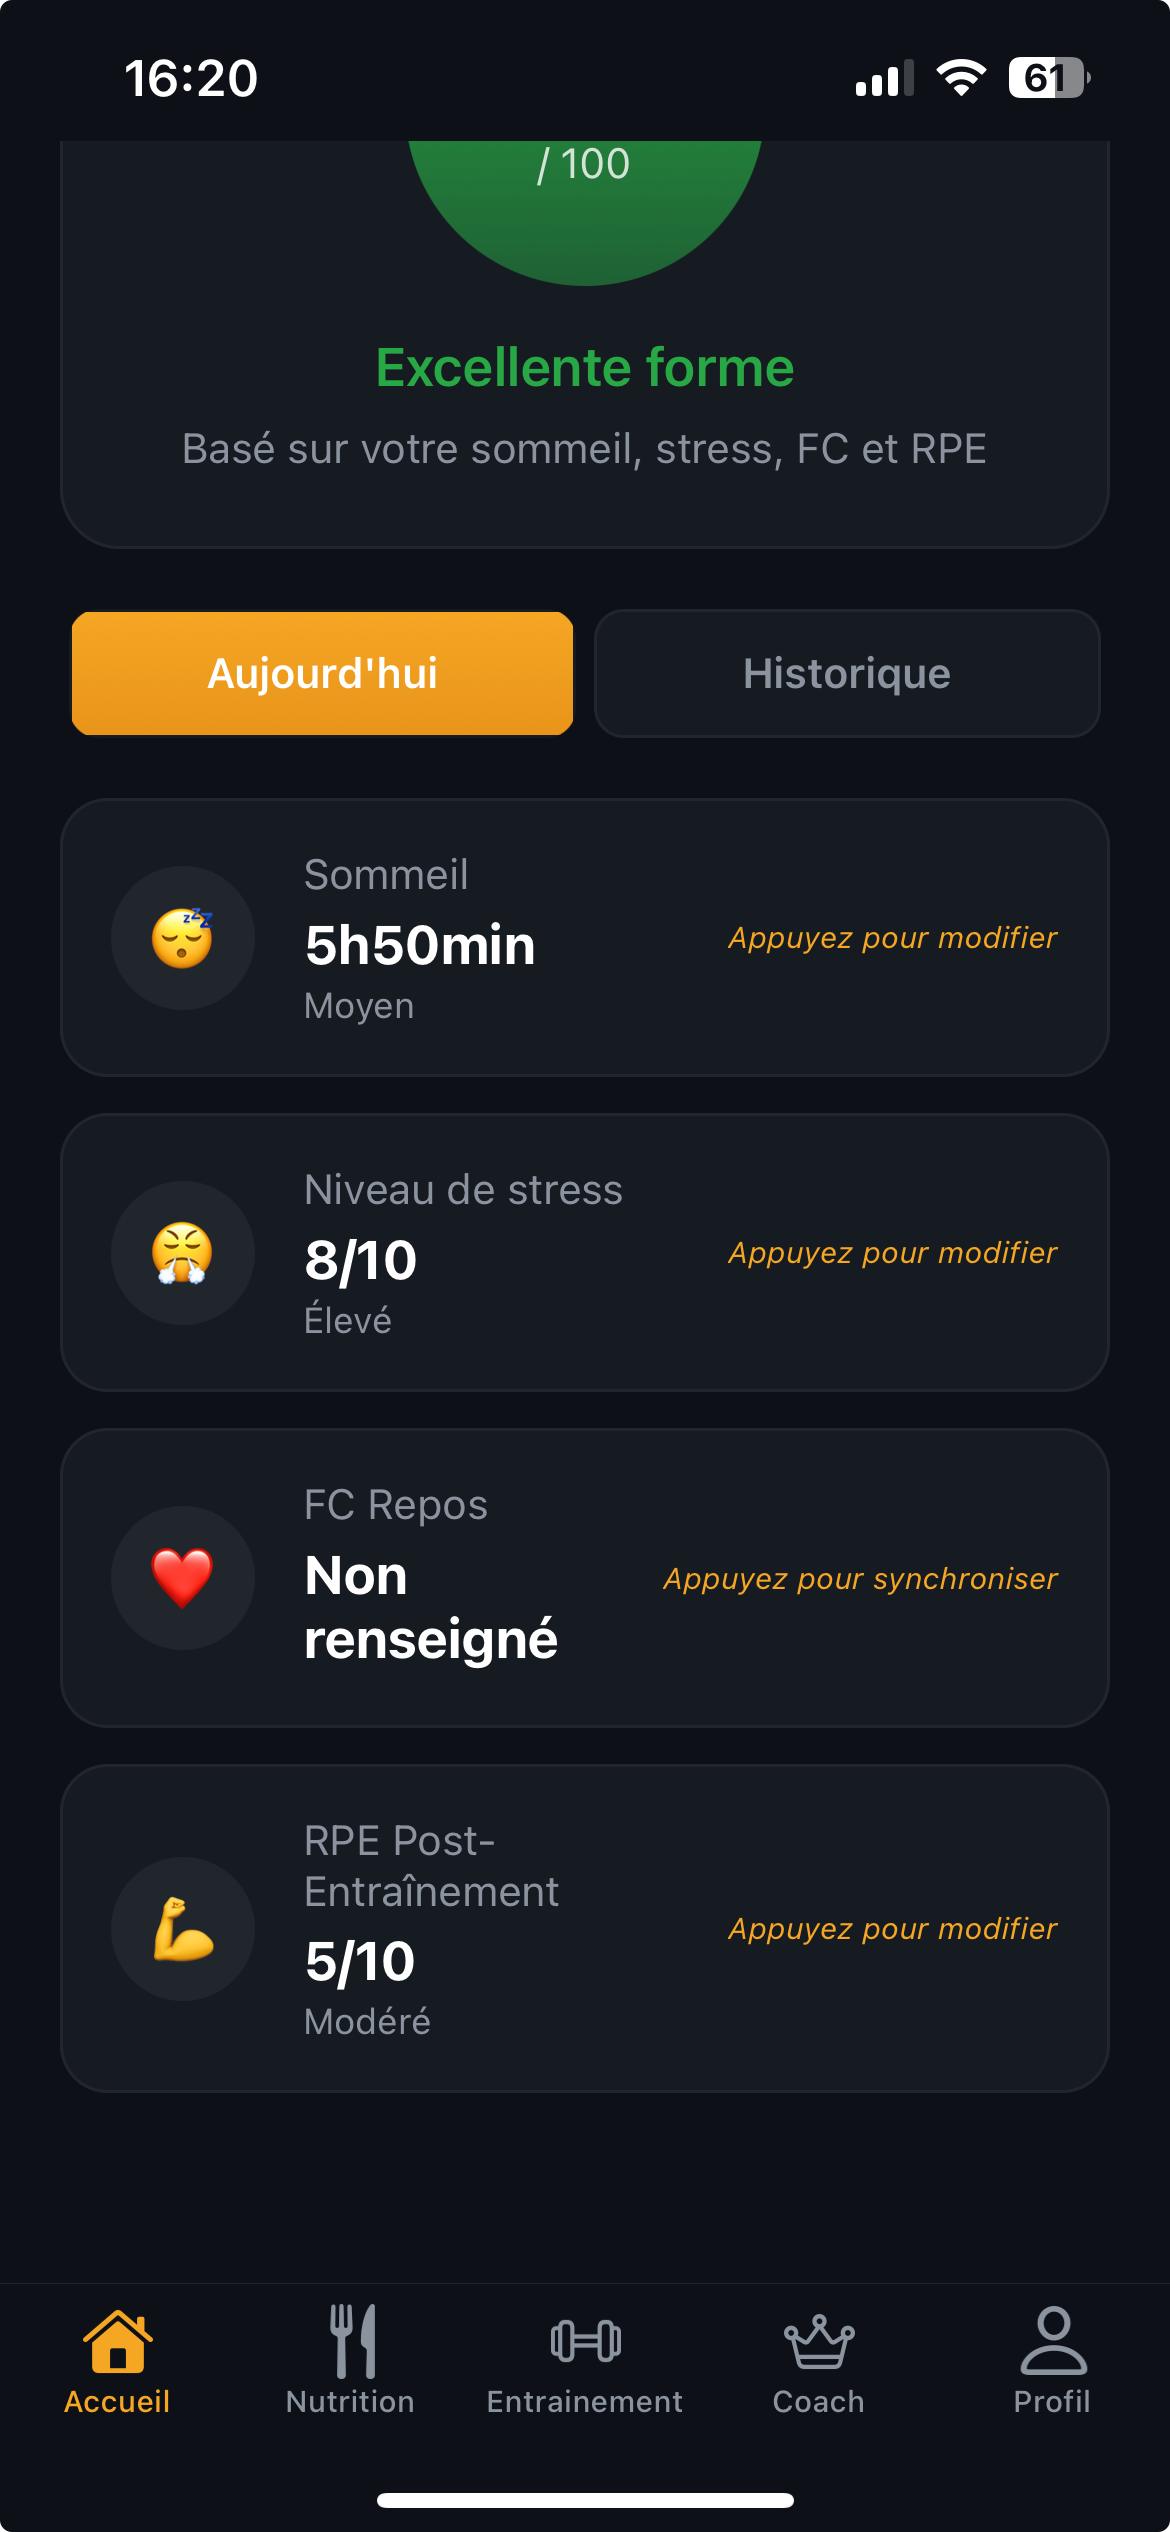 16:20
61
/ 100
Excellente forme
Basé sur votre sommeil, stress, FC et RPE
Aujourd'hui
Historique
Sommeil
5h50min
Moyen
Appuyez pour modifier
Niveau de stress
8/10
Élevé
Appuyez pour modifier
FC Repos
Non
renseigné
Appuyez pour synchroniser
RPE Post-
Entraînement
5/10
Modéré
Appuyez pour modifier
Accueil
Nutrition
Entrainement
Coach
Profil